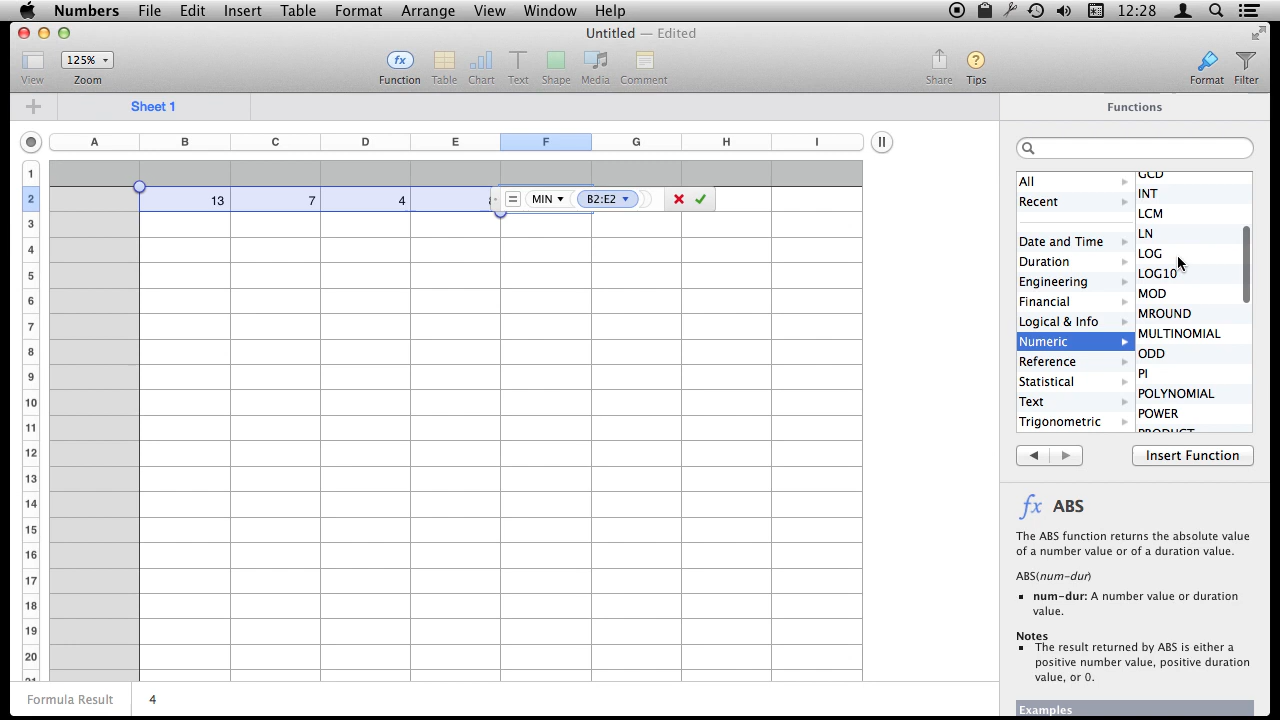 Numbers File Edit Insert Table Format Arrange View Window Help 12:28
Untitled — Edited
125%
View Zoom Function Table Chart Text Shape Media Comment Share Tips Format Filter
Sheet 1
Functions
A B C D E F G H I
1
2 13 7 4 = MIN B2:E2
3
4
5
6
7
8
9
10
11
12
13
14
15
16
17
18
19
20
All
Recent
Date and Time
Duration
Engineering
Financial
Logical & Info
Numeric
Reference
Statistical
Text
Trigonometric
GCD
INT
LCM
LN
LOG
LOG10
MOD
MROUND
MULTINOMIAL
ODD
PI
POLYNOMIAL
POWER
PRODUCT
Insert Function
fx ABS
The ABS function returns the absolute value
of a number value or of a duration value.
ABS(num-dur)
▪ num-dur: A number value or duration
value.
Notes
▪ The result returned by ABS is either a
positive number value, positive duration
value, or 0.
Examples
Formula Result 4